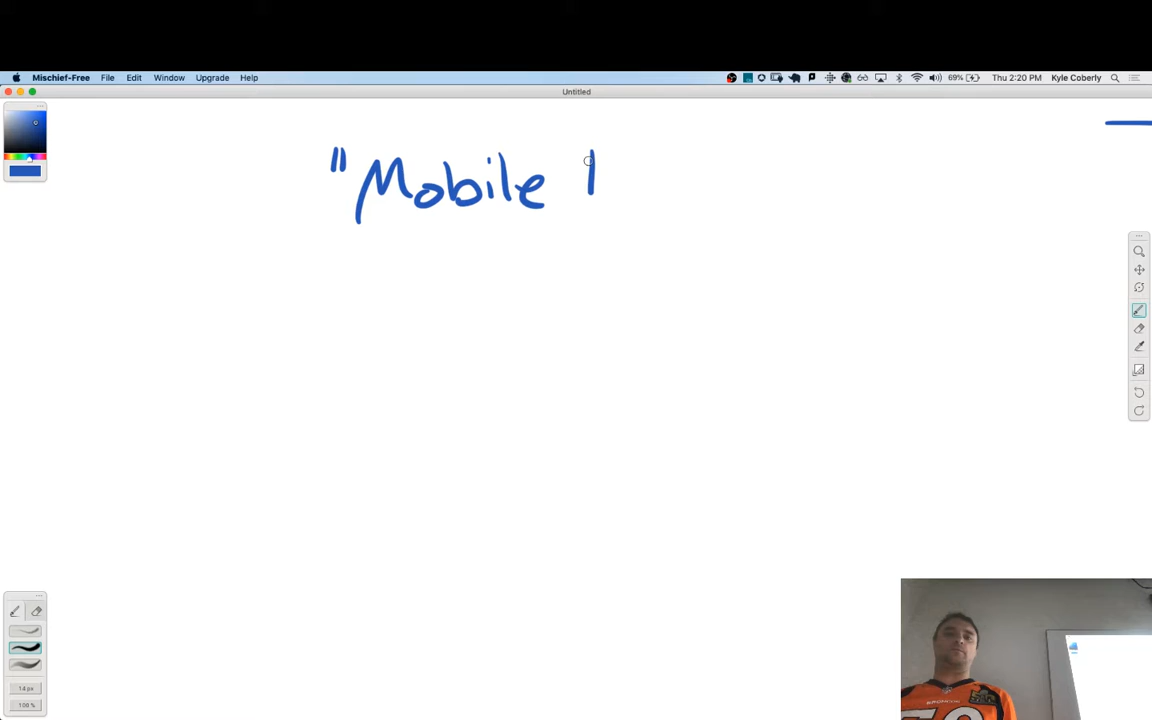 Mischief-Free File Edit Window Upgrade Help 69% Thu 2:20 PM Kyle Coberly
Untitled
"Mobile
14 px
100 %
BRONCOS